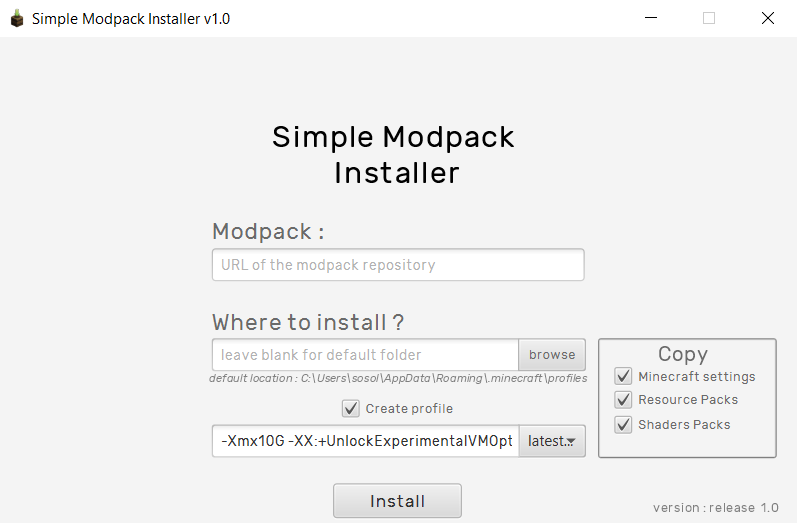 Simple Modpack Installer v1.0
Simple Modpack
Installer
Modpack :
URL of the modpack repository
Where to install ?
leave blank for default folder
browse
default location : C:\Users\sosol\AppData\Roaming\.minecraft\profiles
Create profile
-Xmx10G -XX:+UnlockExperimentalVMOpt
latest...
Copy
Minecraft settings
Resource Packs
Shaders Packs
Install
version : release 1.0